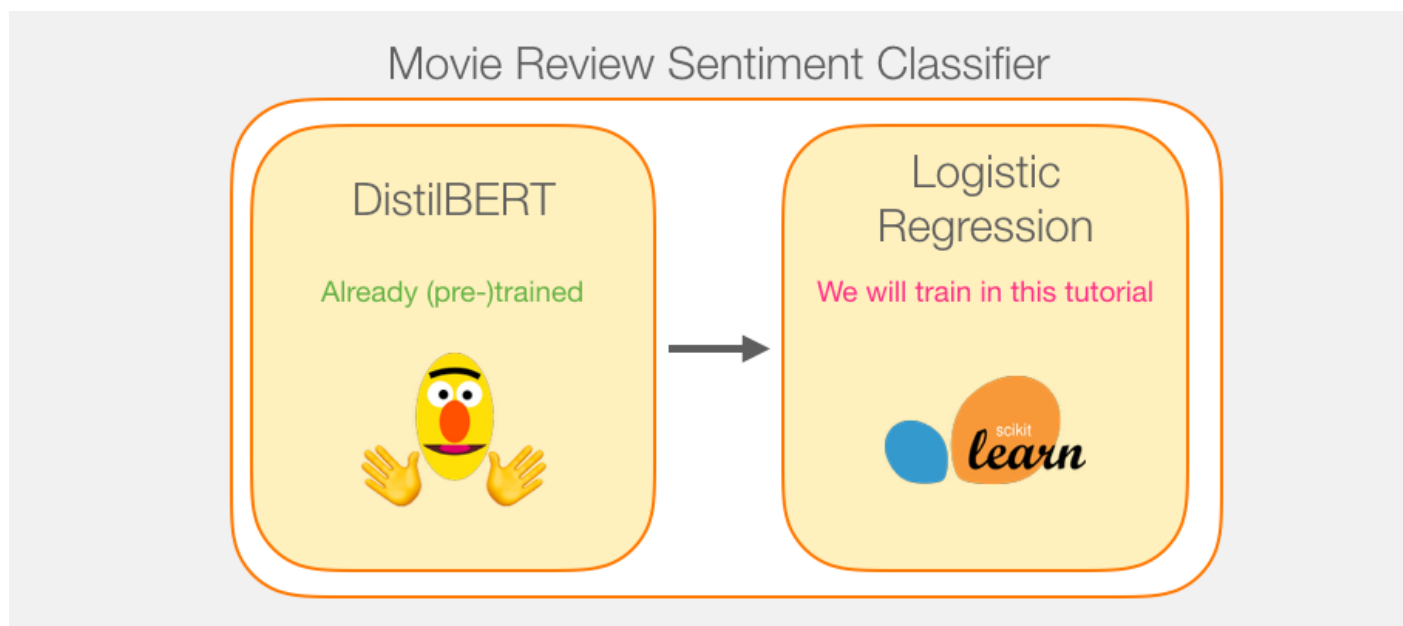 Movie Review Sentiment Classifier
DistilBERT
Already (pre-)trained
Logistic
Regression
We will train in this tutorial
scikit
learn